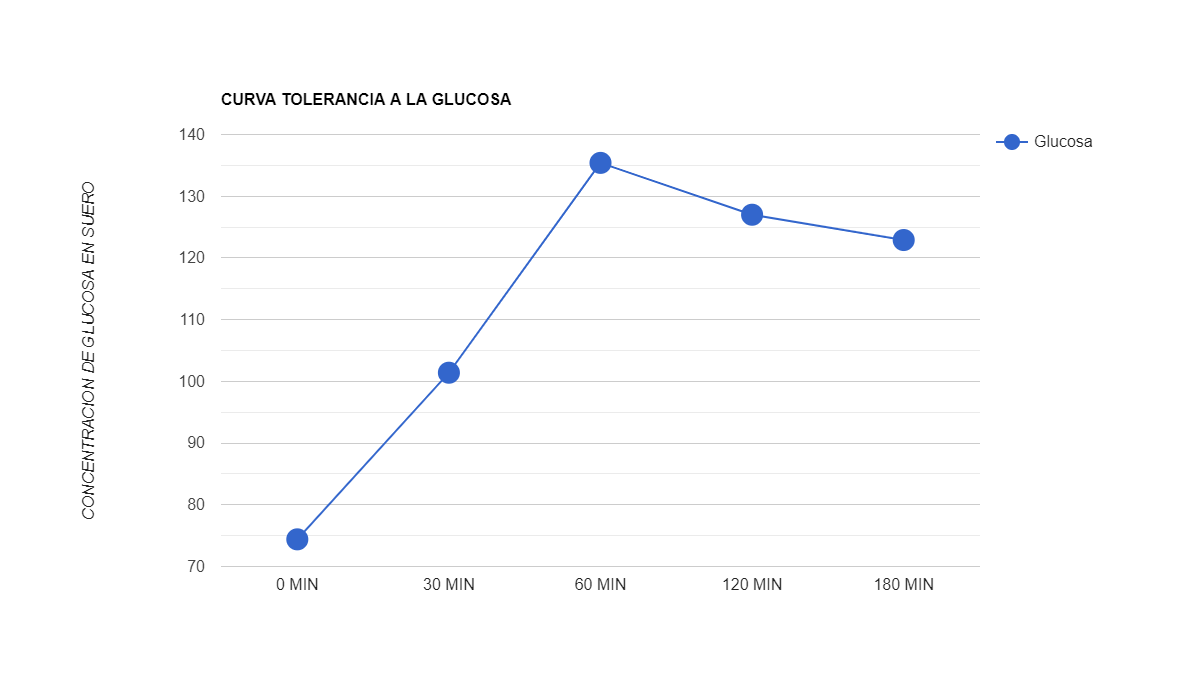 CURVA TOLERANCIA A LA GLUCOSA
Glucosa
CONCENTRACION DE GLUCOSA EN SUERO
140
130
120
110
100
90
80
70
0 MIN
30 MIN
60 MIN
120 MIN
180 MIN